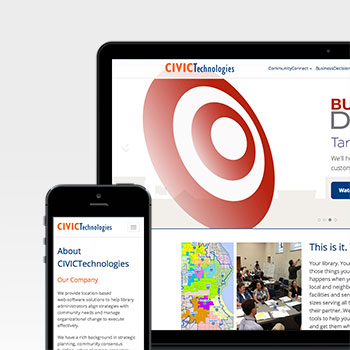 CIVICTechnologies
CommunityConnect
BusinessDecision
BU
D
Tar
We'll h
custom
Wat
This is it.
Your library. Your
those things you
happens when y
local and neighb
facilities and serv
sizes serving all
their partner. We
tools to help you
and get them wh
CIVICTechnologies
About
CIVICTechnologies
Our Company
We provide location-based
web-software solutions to help library
administrators align strategies with
community needs and manage
organizational change to execute
effectively.
We have a rich background in strategic
planning, community consensus